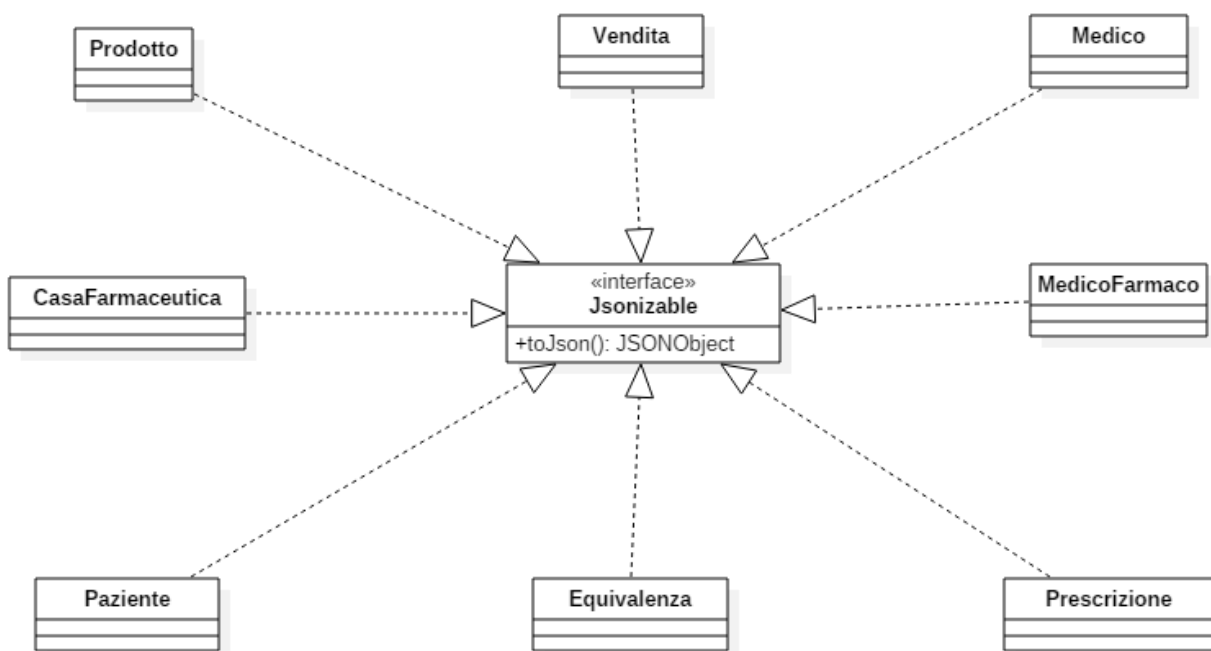 Prodotto
Vendita
Medico
CasaFarmaceutica
«interface»
Jsonizable
+toJson(): JSONObject
MedicoFarmaco
Paziente
Equivalenza
Prescrizione